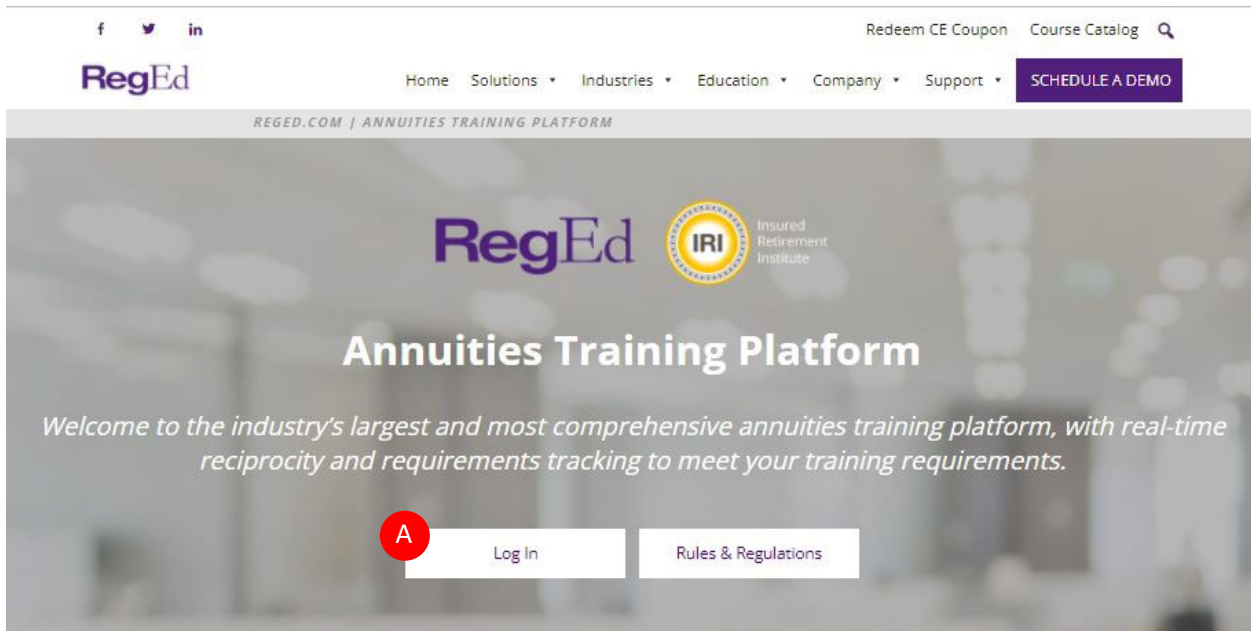 Redeem CE Coupon Course Catalog
RegEd
Home Solutions Industries Education Company Support SCHEDULE A DEMO
REGED.COM | ANNUITIES TRAINING PLATFORM
RegEd
IRI
Insured
Retirement
Institute
Annuities Training Platform
Welcome to the industry's largest and most comprehensive annuities training platform, with real-time
reciprocity and requirements tracking to meet your training requirements.
A
Log In
Rules & Regulations